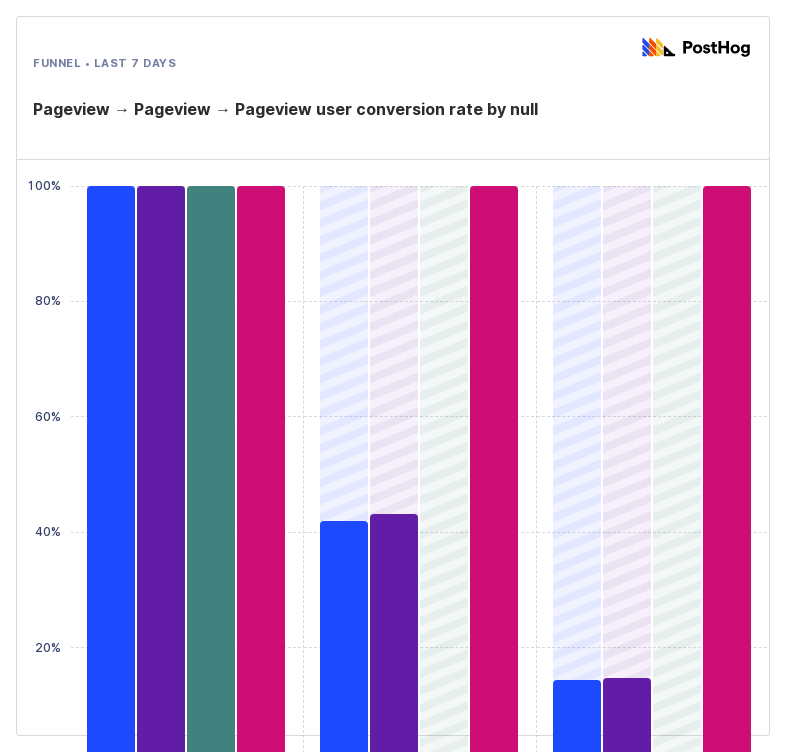 PostHog
FUNNEL • LAST 7 DAYS
Pageview → Pageview → Pageview user conversion rate by null
100%
80%
60%
40%
20%